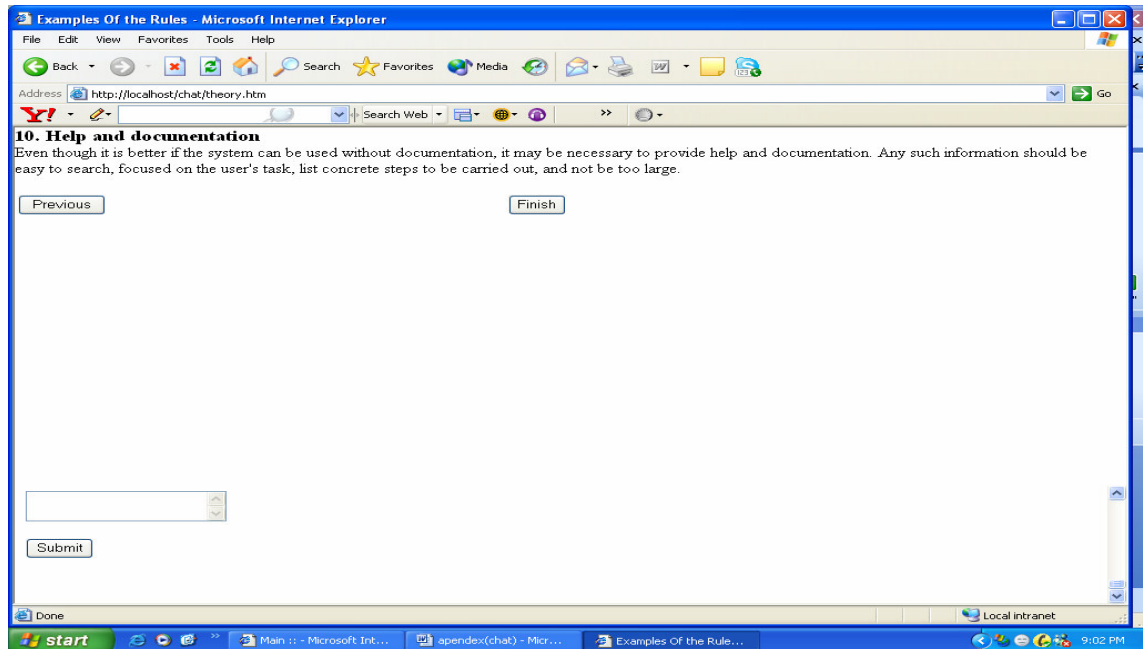 Examples Of the Rules - Microsoft Internet Explorer
File Edit View Favorites Tools Help
Back Search Favorites Media
Address http://localhost/chat/theory.htm Go
Y! Search Web »
10. Help and documentation
Even though it is better if the system can be used without documentation, it may be necessary to provide help and documentation. Any such information should be
easy to search, focused on the user's task, list concrete steps to be carried out, and not be too large.
Previous Finish
Submit
Done Local intranet
start » Main :: - Microsoft Int... apendex(chat) - Micr... Examples Of the Rule... 9:02 PM